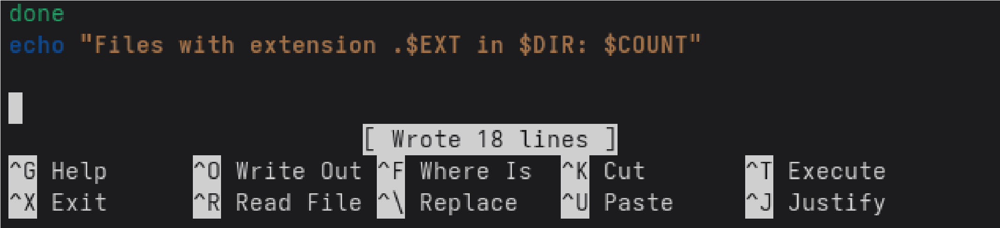 done
echo "Files with extension .$EXT in $DIR: $COUNT"
[ Wrote 18 lines ]
^G Help ^O Write Out ^F Where Is ^K Cut ^T Execute
^X Exit ^R Read File ^\ Replace ^U Paste ^J Justify